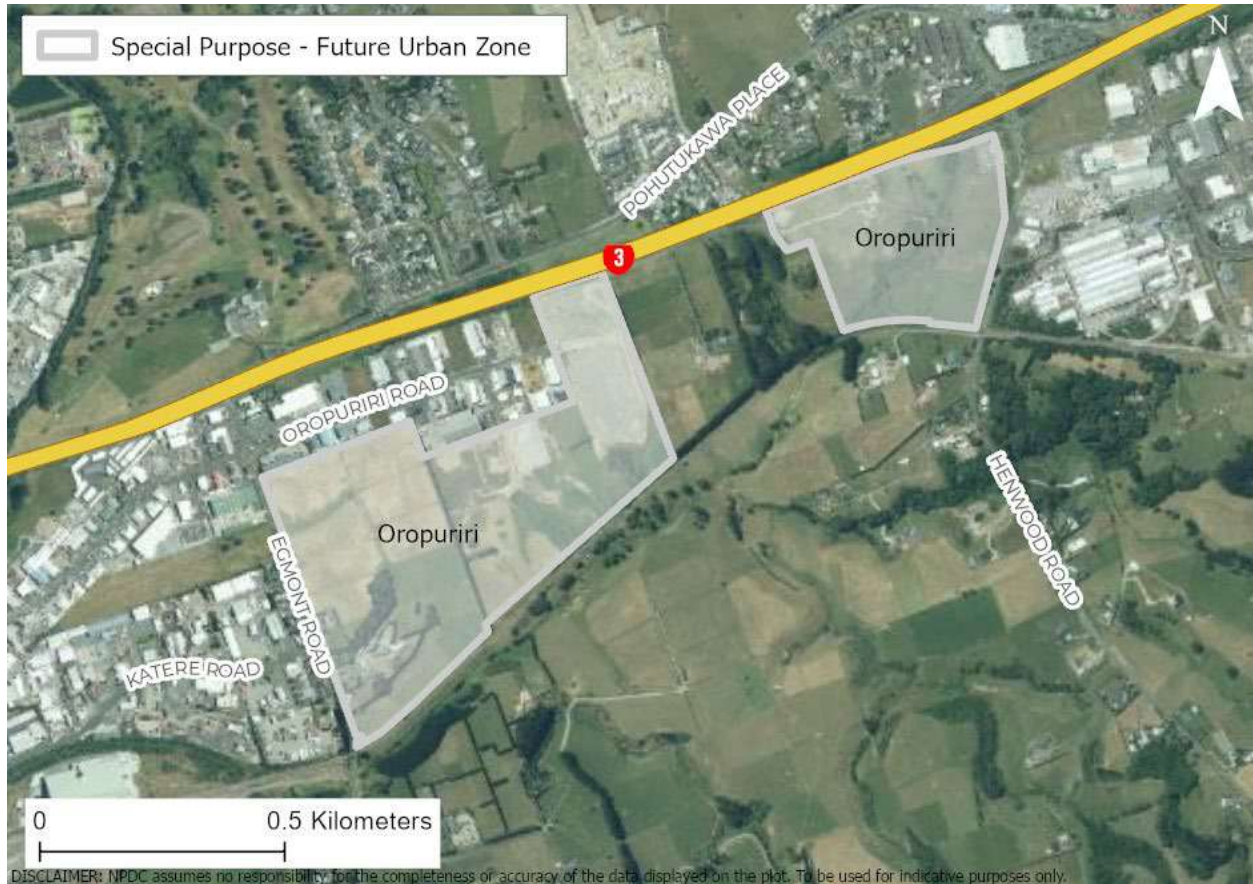 Special Purpose - Future Urban Zone
N
POHUTUKAWA PLACE
Oropuriri
3
OROPURIRI ROAD
HENWOOD ROAD
Oropuriri
EGMONT ROAD
KATERE ROAD
0 0.5 Kilometers
DISCLAIMER: NPDC assumes no responsibility for the completeness or accuracy of the data displayed on the plot. To be used for indicative purposes only.